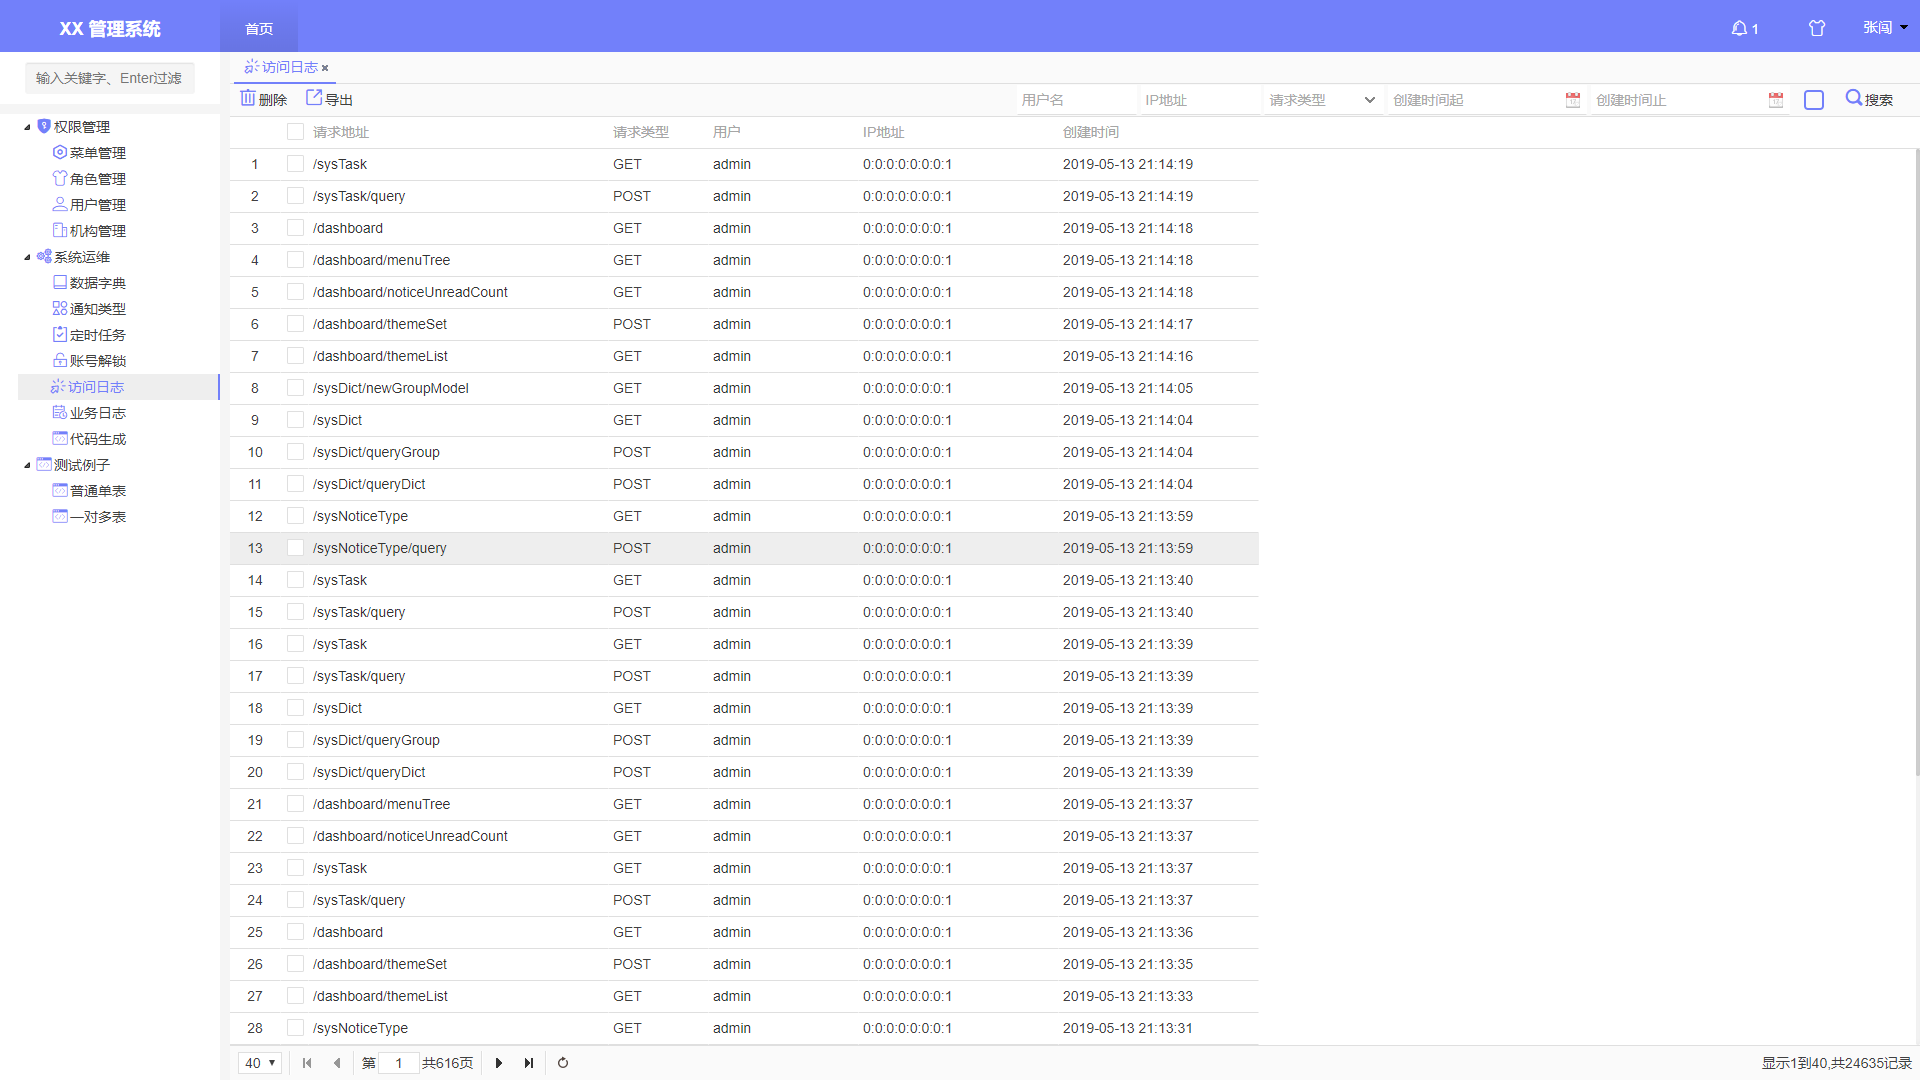 XX 管理系统 首页 1 张闯
输入关键字、Enter过滤
访问日志 ×
删除 导出 用户名 IP地址 请求类型 创建时间起 创建时间止 搜索
权限管理
菜单管理
角色管理
用户管理
机构管理
系统运维
数据字典
通知类型
定时任务
账号解锁
访问日志
业务日志
代码生成
测试例子
普通单表
一对多表
请求地址 请求类型 用户 IP地址 创建时间
1 /sysTask GET admin 0:0:0:0:0:0:0:1 2019-05-13 21:14:19
2 /sysTask/query POST admin 0:0:0:0:0:0:0:1 2019-05-13 21:14:19
3 /dashboard GET admin 0:0:0:0:0:0:0:1 2019-05-13 21:14:18
4 /dashboard/menuTree GET admin 0:0:0:0:0:0:0:1 2019-05-13 21:14:18
5 /dashboard/noticeUnreadCount GET admin 0:0:0:0:0:0:0:1 2019-05-13 21:14:18
6 /dashboard/themeSet POST admin 0:0:0:0:0:0:0:1 2019-05-13 21:14:17
7 /dashboard/themeList GET admin 0:0:0:0:0:0:0:1 2019-05-13 21:14:16
8 /sysDict/newGroupModel GET admin 0:0:0:0:0:0:0:1 2019-05-13 21:14:05
9 /sysDict GET admin 0:0:0:0:0:0:0:1 2019-05-13 21:14:04
10 /sysDict/queryGroup POST admin 0:0:0:0:0:0:0:1 2019-05-13 21:14:04
11 /sysDict/queryDict POST admin 0:0:0:0:0:0:0:1 2019-05-13 21:14:04
12 /sysNoticeType GET admin 0:0:0:0:0:0:0:1 2019-05-13 21:13:59
13 /sysNoticeType/query POST admin 0:0:0:0:0:0:0:1 2019-05-13 21:13:59
14 /sysTask GET admin 0:0:0:0:0:0:0:1 2019-05-13 21:13:40
15 /sysTask/query POST admin 0:0:0:0:0:0:0:1 2019-05-13 21:13:40
16 /sysTask GET admin 0:0:0:0:0:0:0:1 2019-05-13 21:13:39
17 /sysTask/query POST admin 0:0:0:0:0:0:0:1 2019-05-13 21:13:39
18 /sysDict GET admin 0:0:0:0:0:0:0:1 2019-05-13 21:13:39
19 /sysDict/queryGroup POST admin 0:0:0:0:0:0:0:1 2019-05-13 21:13:39
20 /sysDict/queryDict POST admin 0:0:0:0:0:0:0:1 2019-05-13 21:13:39
21 /dashboard/menuTree GET admin 0:0:0:0:0:0:0:1 2019-05-13 21:13:37
22 /dashboard/noticeUnreadCount GET admin 0:0:0:0:0:0:0:1 2019-05-13 21:13:37
23 /sysTask GET admin 0:0:0:0:0:0:0:1 2019-05-13 21:13:37
24 /sysTask/query POST admin 0:0:0:0:0:0:0:1 2019-05-13 21:13:37
25 /dashboard GET admin 0:0:0:0:0:0:0:1 2019-05-13 21:13:36
26 /dashboard/themeSet POST admin 0:0:0:0:0:0:0:1 2019-05-13 21:13:35
27 /dashboard/themeList GET admin 0:0:0:0:0:0:0:1 2019-05-13 21:13:33
28 /sysNoticeType GET admin 0:0:0:0:0:0:0:1 2019-05-13 21:13:31
40 第 1 共616页 显示1到40,共24635记录